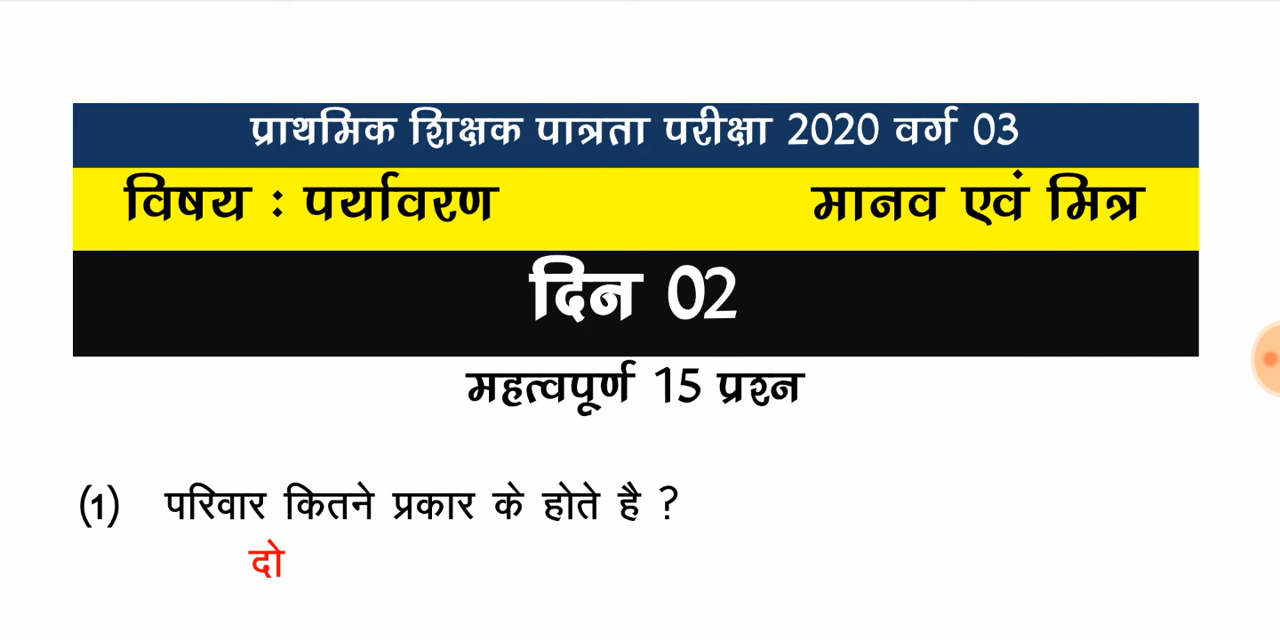 प्राथमिक शिक्षक पात्रता परीक्षा 2020 वर्ग 03
विषय : पर्यावरण मानव एवं मित्र
दिन 02
महत्वपूर्ण 15 प्रश्न
(1) परिवार कितने प्रकार के होते है ?
दो